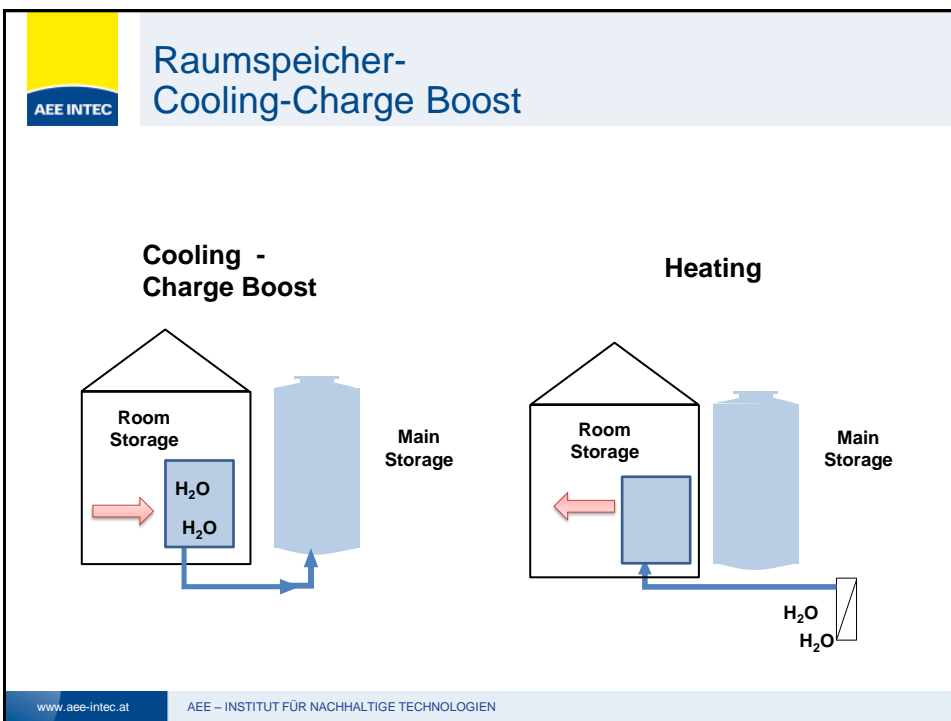 AEE INTEC
Raumspeicher-
Cooling-Charge Boost
Cooling -
Charge Boost
Room
Storage
H₂O
H₂O
Main
Storage
Heating
Room
Storage
Main
Storage
H₂O
H₂O
www.aee-intec.at
AEE – INSTITUT FÜR NACHHALTIGE TECHNOLOGIEN